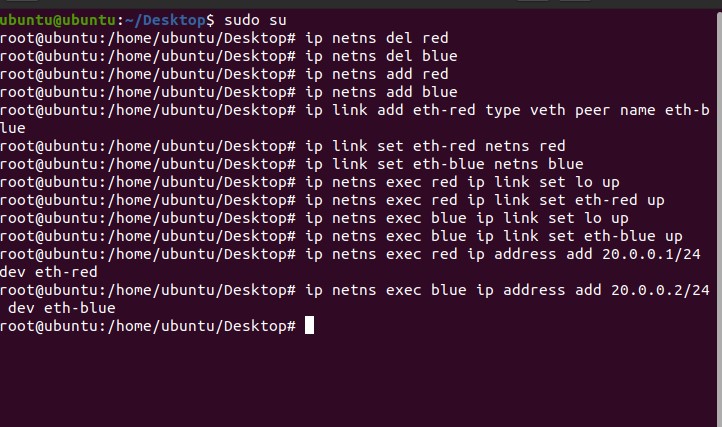 ubuntu@ubuntu:~/Desktop$ sudo su
root@ubuntu:/home/ubuntu/Desktop# ip netns del red
root@ubuntu:/home/ubuntu/Desktop# ip netns del blue
root@ubuntu:/home/ubuntu/Desktop# ip netns add red
root@ubuntu:/home/ubuntu/Desktop# ip netns add blue
root@ubuntu:/home/ubuntu/Desktop# ip link add eth-red type veth peer name eth-b
lue
root@ubuntu:/home/ubuntu/Desktop# ip link set eth-red netns red
root@ubuntu:/home/ubuntu/Desktop# ip link set eth-blue netns blue
root@ubuntu:/home/ubuntu/Desktop# ip netns exec red ip link set lo up
root@ubuntu:/home/ubuntu/Desktop# ip netns exec red ip link set eth-red up
root@ubuntu:/home/ubuntu/Desktop# ip netns exec blue ip link set lo up
root@ubuntu:/home/ubuntu/Desktop# ip netns exec blue ip link set eth-blue up
root@ubuntu:/home/ubuntu/Desktop# ip netns exec red ip address add 20.0.0.1/24
dev eth-red
root@ubuntu:/home/ubuntu/Desktop# ip netns exec blue ip address add 20.0.0.2/24
 dev eth-blue
root@ubuntu:/home/ubuntu/Desktop#